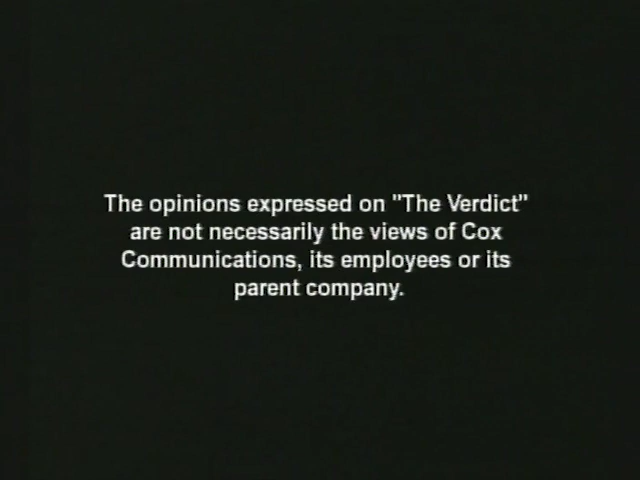 The opinions expressed on "The Verdict"
are not necessarily the views of Cox
Communications, its employees or its
parent company.